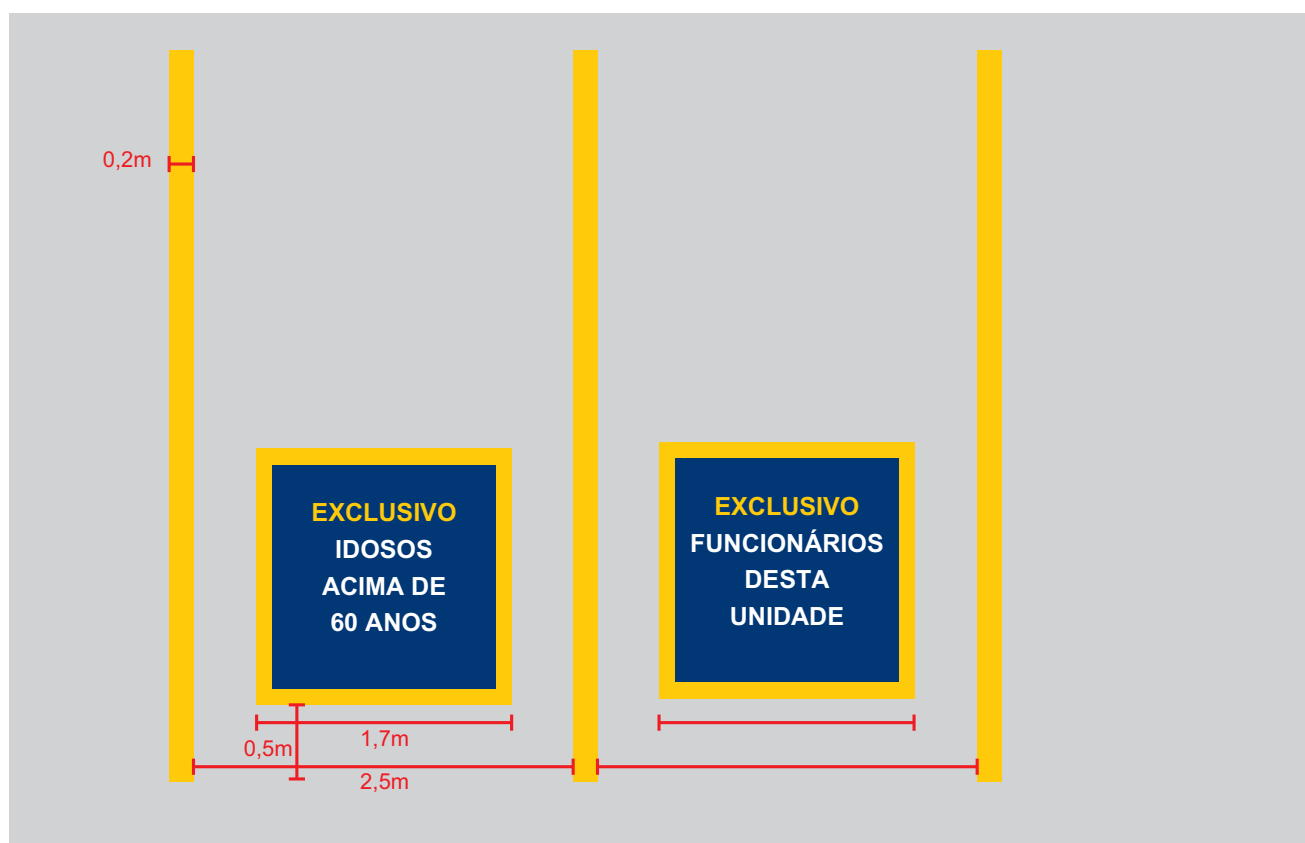 0,2m
EXCLUSIVO
IDOSOS
ACIMA DE
60 ANOS
EXCLUSIVO
FUNCIONÁRIOS
DESTA
UNIDADE
0,5m
1,7m
2,5m